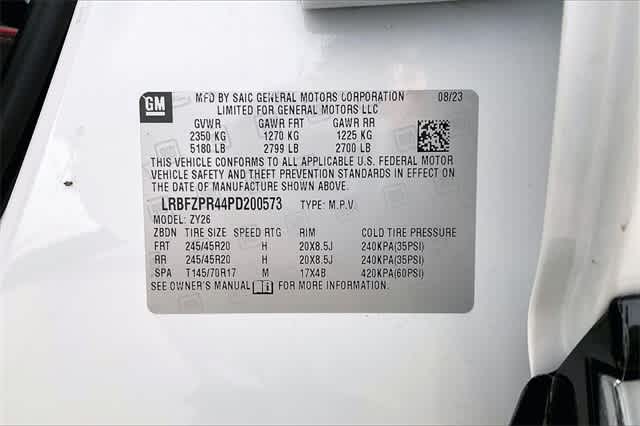 GM
MFD BY SAIC GENERAL MOTORS CORPORATION 08/23
LIMITED FOR GENERAL MOTORS LLC
GVWR GAWR FRT GAWR RR
2350 KG 1270 KG 1225 KG
5180 LB 2799 LB 2700 LB
THIS VEHICLE CONFORMS TO ALL APPLICABLE U.S. FEDERAL MOTOR
VEHICLE SAFETY AND THEFT PREVENTION STANDARDS IN EFFECT ON
THE DATE OF MANUFACTURE SHOWN ABOVE.
LRBFZPR44PD200573 TYPE: M.P.V.
MODEL: ZY26
ZBDN TIRE SIZE SPEED RTG RIM COLD TIRE PRESSURE
FRT 245/45R20 H 20X8.5J 240KPA(35PSI)
RR 245/45R20 H 20X8.5J 240KPA(35PSI)
SPA T145/70R17 M 17X4B 420KPA(60PSI)
SEE OWNER'S MANUAL FOR MORE INFORMATION.